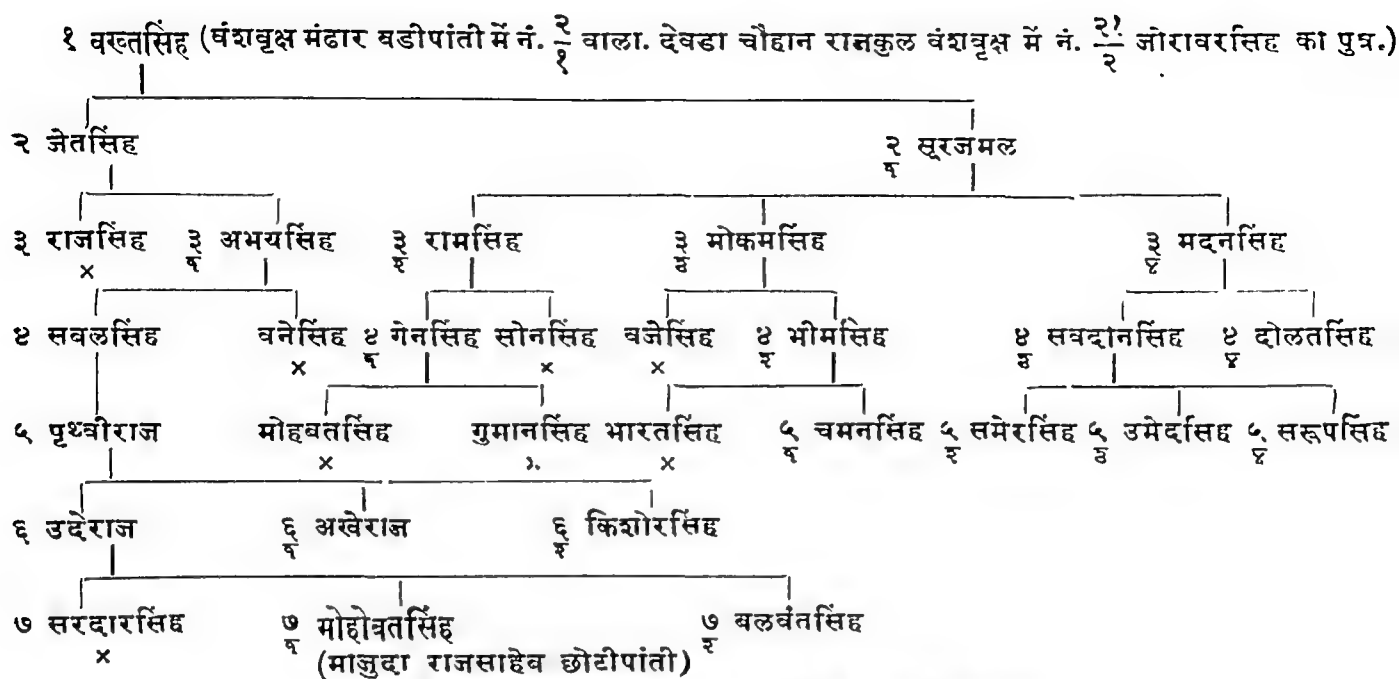 १ वख्तसिंह (वंशवृक्ष मंढार वडीपांती में नं. २/१ वाला. देवडा चौहान राजकुल वंशवृक्ष में नं. २१/२ जोरावरसिंह का पुत्र.)
२ जेतसिंह २/१ सूरजमल
३ राजसिंह ३/१ अभयसिंह ३/२ रामसिंह ३/३ मोकमसिंह ३/४ मदनसिंह
× 
४ सवलसिंह वनेसिंह ४/१ गेनसिंह सोनसिंह वजेसिंह ४/२ भीमसिंह ४/३ सवदानसिंह ४/४ दोलतसिंह
× × ×
५ पृथ्वीराज मोहवतसिंह गुमानसिंह भारतसिंह ५/१ चमनसिंह ५/२ समेरसिंह ५/३ उमेदसिंह ५/४ सरूपसिंह
× × ×
६ उदेराज ६/१ अखेराज ६/२ किशोरसिंह
७ सरदारसिंह ७/१ मोहोवतसिंह ७/२ बलवंतसिंह
× (माजुदा राजसाहेव छोटीपांती)